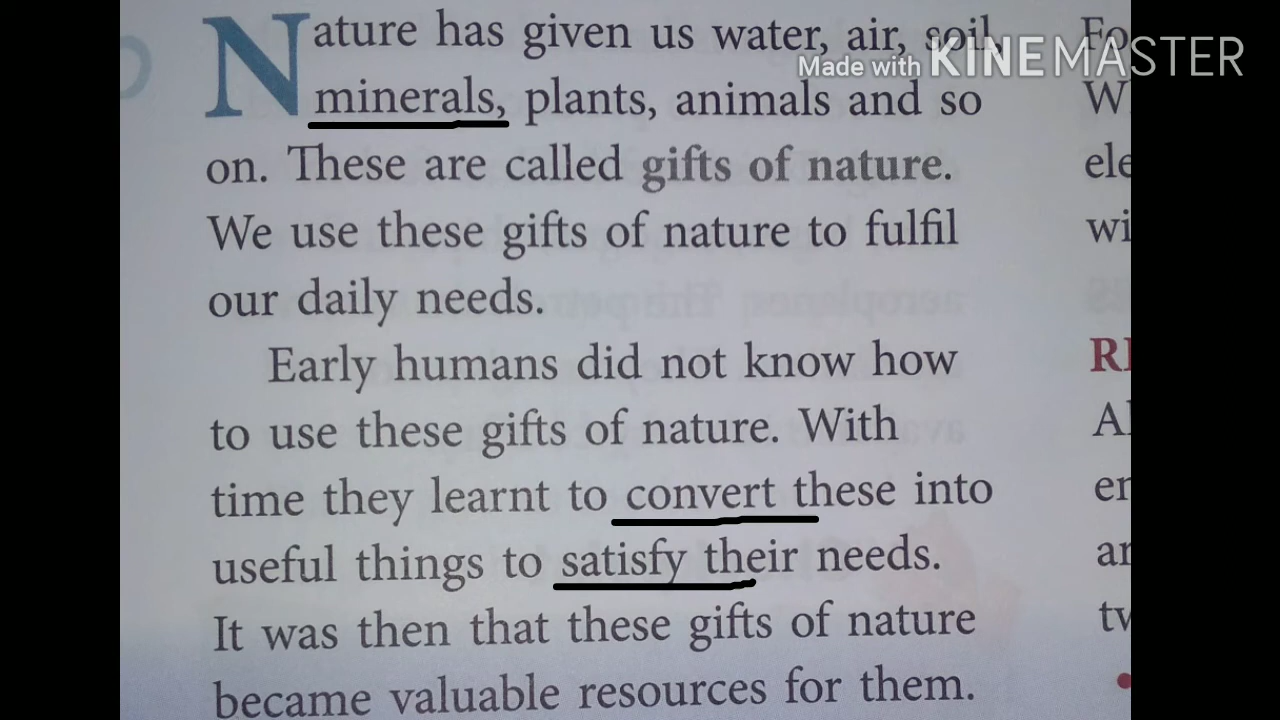 Nature has given us water, air, soil,
Made with KINEMASTER
minerals, plants, animals and so
on. These are called gifts of nature.
We use these gifts of nature to fulfil
our daily needs.
Early humans did not know how
to use these gifts of nature. With
time they learnt to convert these into
useful things to satisfy their needs.
It was then that these gifts of nature
became valuable resources for them.